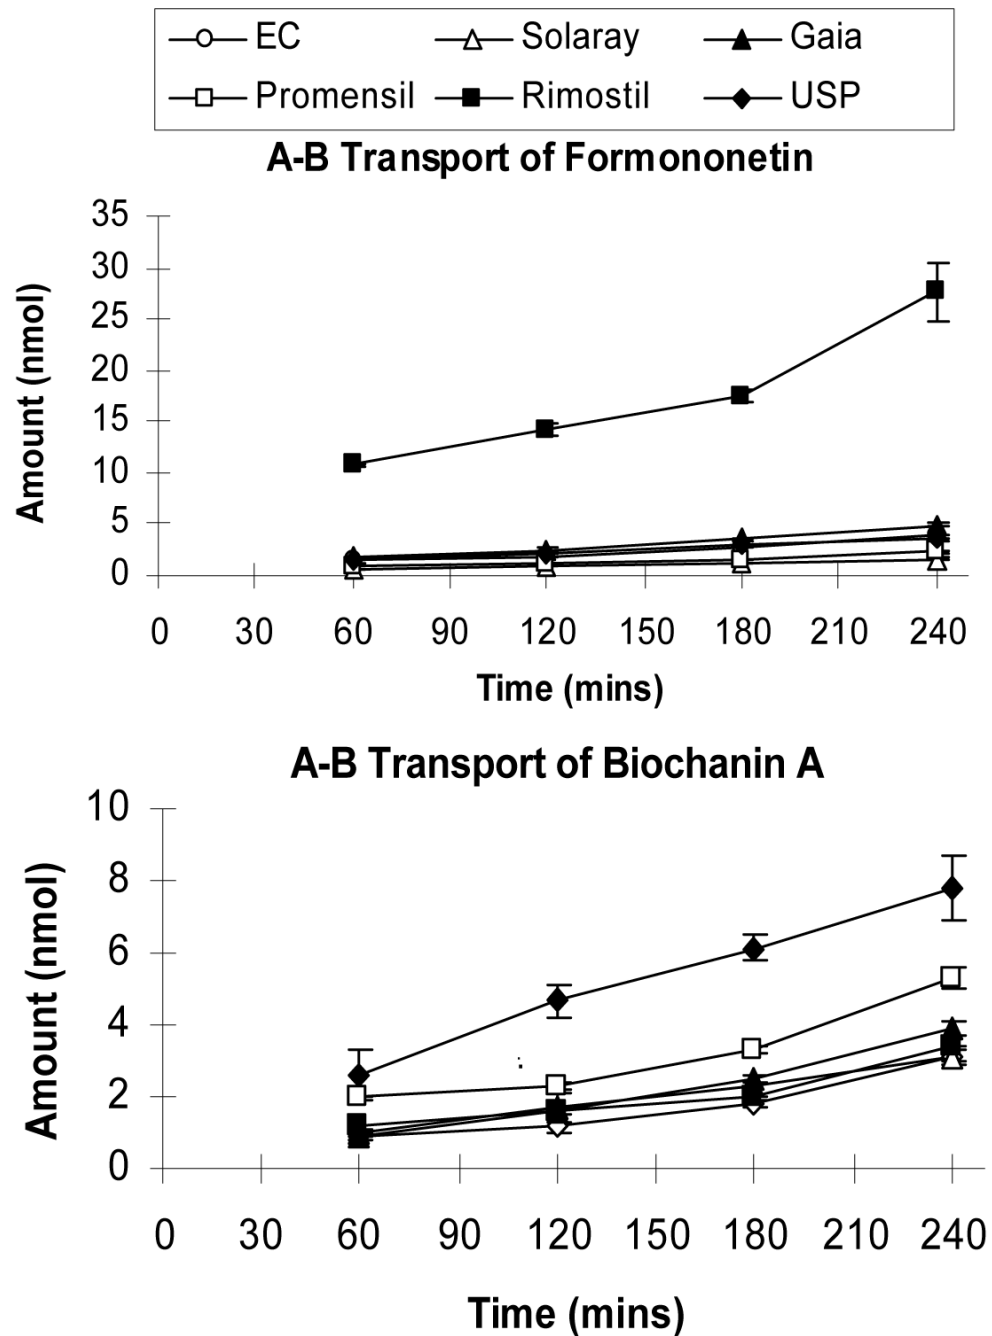 EC Solaray Gaia
Promensil Rimostil USP
A-B Transport of Formononetin
35
30
25
20
15
10
5
0
Amount (nmol)
0 30 60 90 120 150 180 210 240
Time (mins)
A-B Transport of Biochanin A
10
8
6
4
2
0
Amount (nmol)
0 30 60 90 120 150 180 210 240
Time (mins)